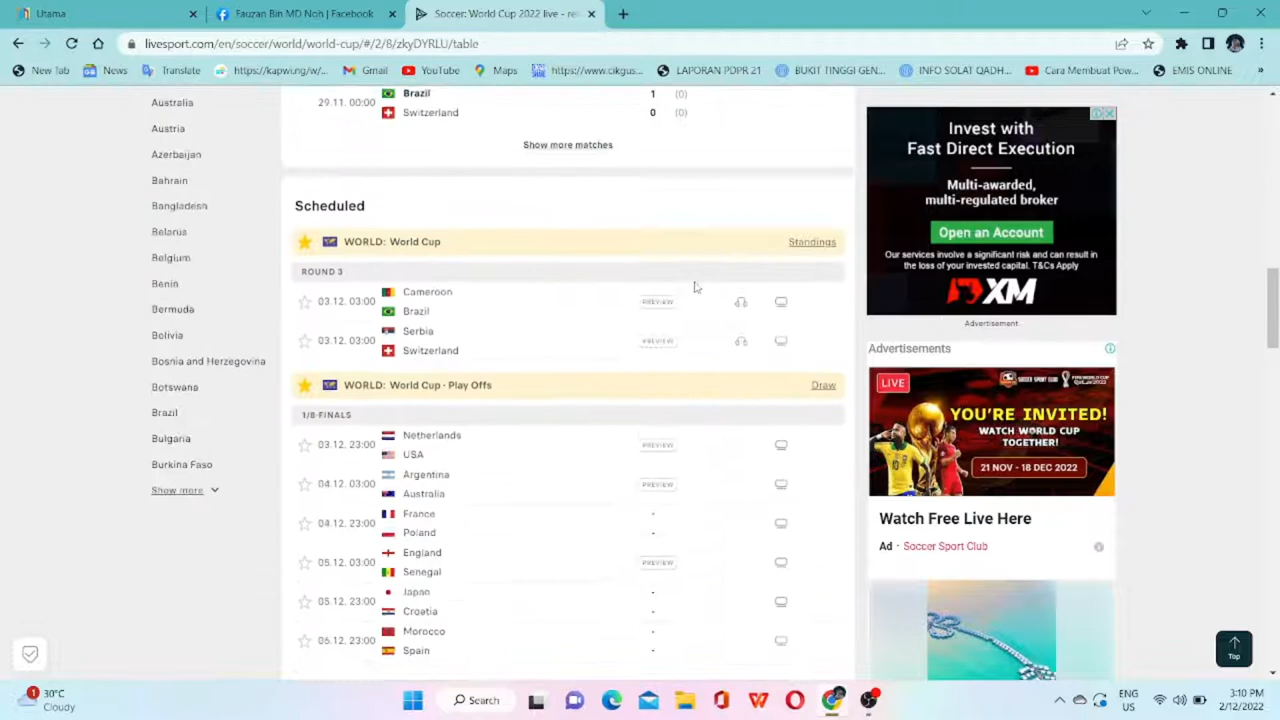 Utama
Fauzan Bin MD Noj | Facebook
Soccer: World Cup 2022 live - res
livesport.com/en/soccer/world/world-cup/#/2/8/zkyDYRLU/table
New Tab
News
Translate
https://kapwing/w...
Gmail
YouTube
Maps
https://www.cikgus...
LAPORAN PDPR 21
BUKIT TINGGI GEN...
INFO SOLAT QADH...
Cara Membuat Pow...
EMIS ONLINE
»
Australia
Austria
Azerbaijan
Bahrain
Bangladesh
Belarus
Belgium
Benin
Bermuda
Bolivia
Bosnia and Herzegovina
Botswana
Brazil
Bulgaria
Burkina Faso
Show more
29.11. 00:00
Brazil 1 (0)
Switzerland 0 (0)
Show more matches
Scheduled
WORLD: World Cup Standings
ROUND 3
03.12. 03:00
Cameroon
PREVIEW
Brazil
03.12. 03:00
Serbia
PREVIEW
Switzerland
WORLD: World Cup - Play Offs Draw
1/8-FINALS
03.12. 23:00
Netherlands
PREVIEW
USA
04.12. 03:00
Argentina
PREVIEW
Australia
04.12. 23:00
France -
Poland -
05.12. 03:00
England
PREVIEW
Senegal
05.12. 23:00
Japan -
Croatia -
06.12. 23:00
Morocco -
Spain -
Invest with
Fast Direct Execution
Multi-awarded,
multi-regulated broker
Open an Account
Our services involve a significant risk and can result in
the loss of your invested capital. T&Cs Apply
XM
Advertisement
Advertisements
LIVE
SOCCER SPORT CLUB
FIFA WORLD CUP
Qatar2022
YOU'RE INVITED!
WATCH WORLD CUP
TOGETHER!
21 NOV - 18 DEC 2022
Watch Free Live Here
Ad · Soccer Sport Club
Top
1
30°C
Cloudy
Search
ENG
US
3:10 PM
2/12/2022